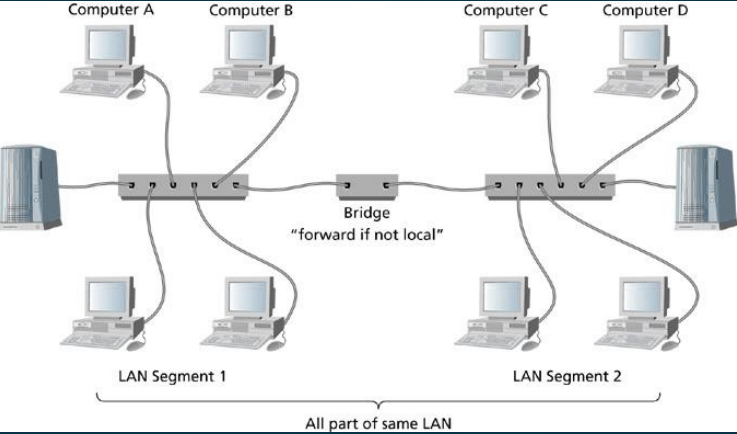 Computer A
Computer B
Computer C
Computer D
Bridge
“forward if not local”
LAN Segment 1
LAN Segment 2
All part of same LAN